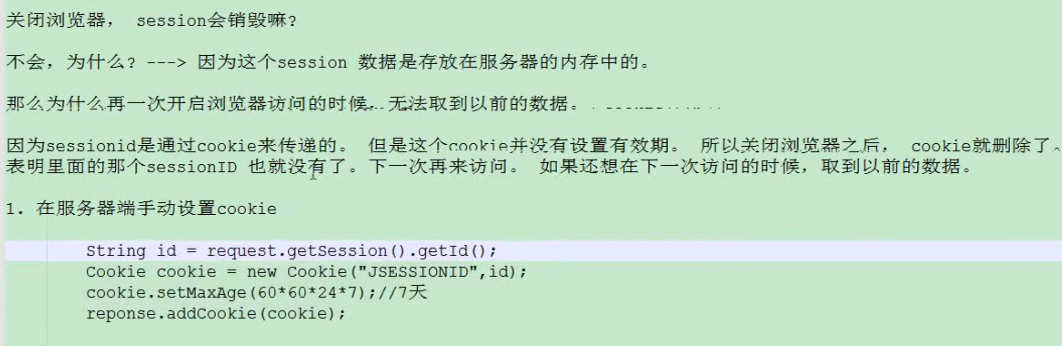 关闭浏览器， session会销毁嘛?
不会，为什么? ---> 因为这个session 数据是存放在服务器的内存中的。
那么为什么再一次开启浏览器访问的时候，无法取到以前的数据。
因为sessionid是通过cookie来传递的。 但是这个cookie并没有设置有效期。 所以关闭浏览器之后， cookie就删除了。
表明里面的那个sessionID 也就没有了。下一次再来访问。 如果还想在下一次访问的时候，取到以前的数据。
1. 在服务器端手动设置cookie
String id = request.getSession().getId();
Cookie cookie = new Cookie("JSESSIONID",id);
cookie.setMaxAge(60*60*24*7);//7天
reponse.addCookie(cookie);